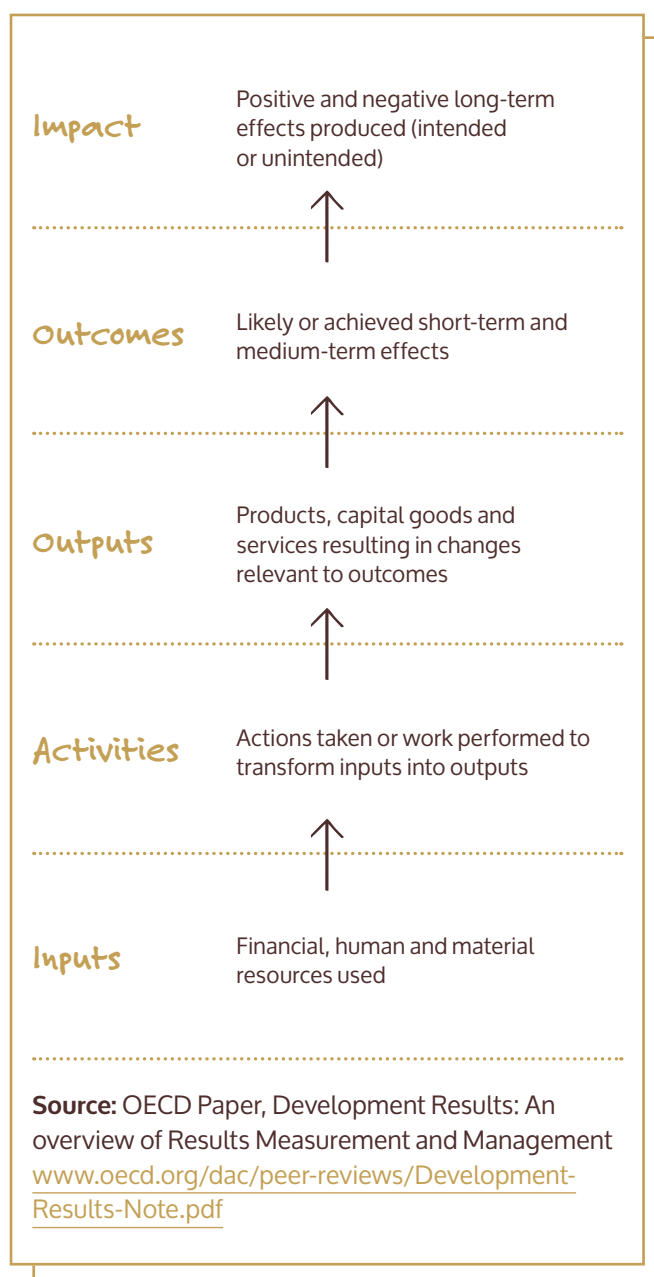 Impact
Positive and negative long-term
effects produced (intended
or unintended)
Outcomes
Likely or achieved short-term and
medium-term effects
Outputs
Products, capital goods and
services resulting in changes
relevant to outcomes
Activities
Actions taken or work performed to
transform inputs into outputs
Inputs
Financial, human and material
resources used
Source: OECD Paper, Development Results: An
overview of Results Measurement and Management
www.oecd.org/dac/peer-reviews/Development-
Results-Note.pdf